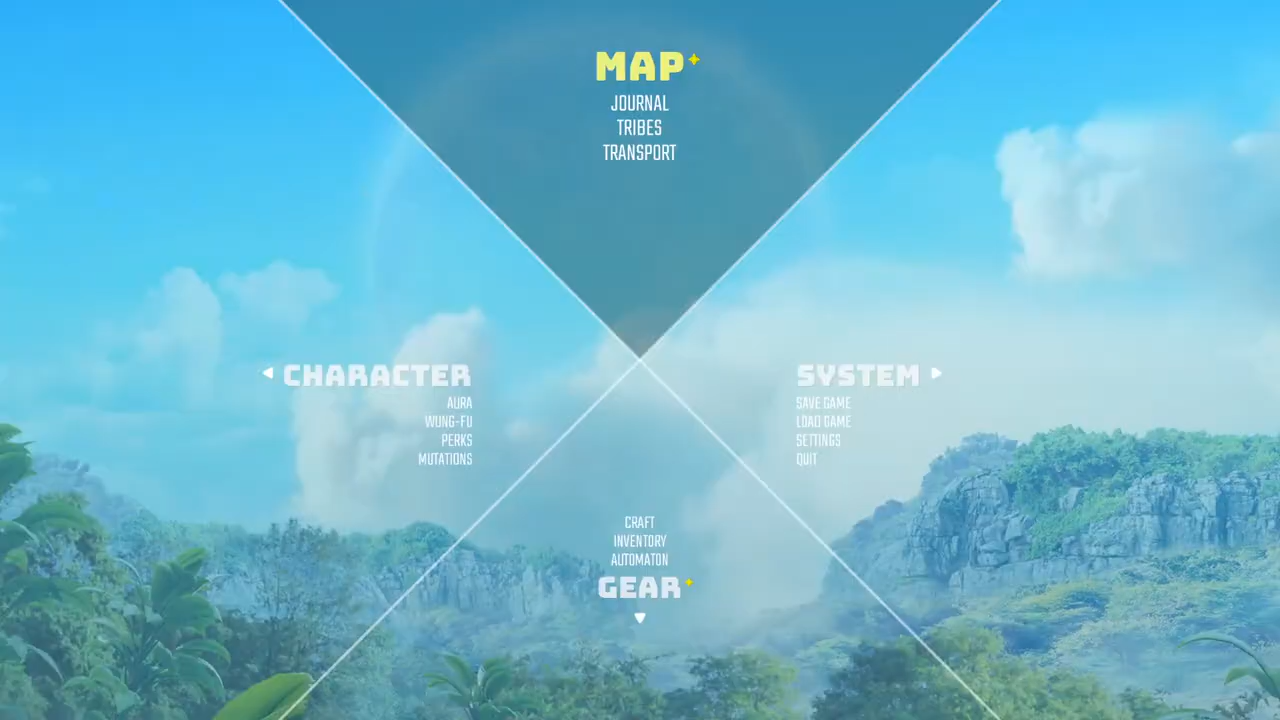 MAP
JOURNAL
TRIBES
TRANSPORT
CHARACTER
AURA
WUNG-FU
PERKS
MUTATIONS
SYSTEM
SAVE GAME
LOAD GAME
SETTINGS
QUIT
CRAFT
INVENTORY
AUTOMATON
GEAR